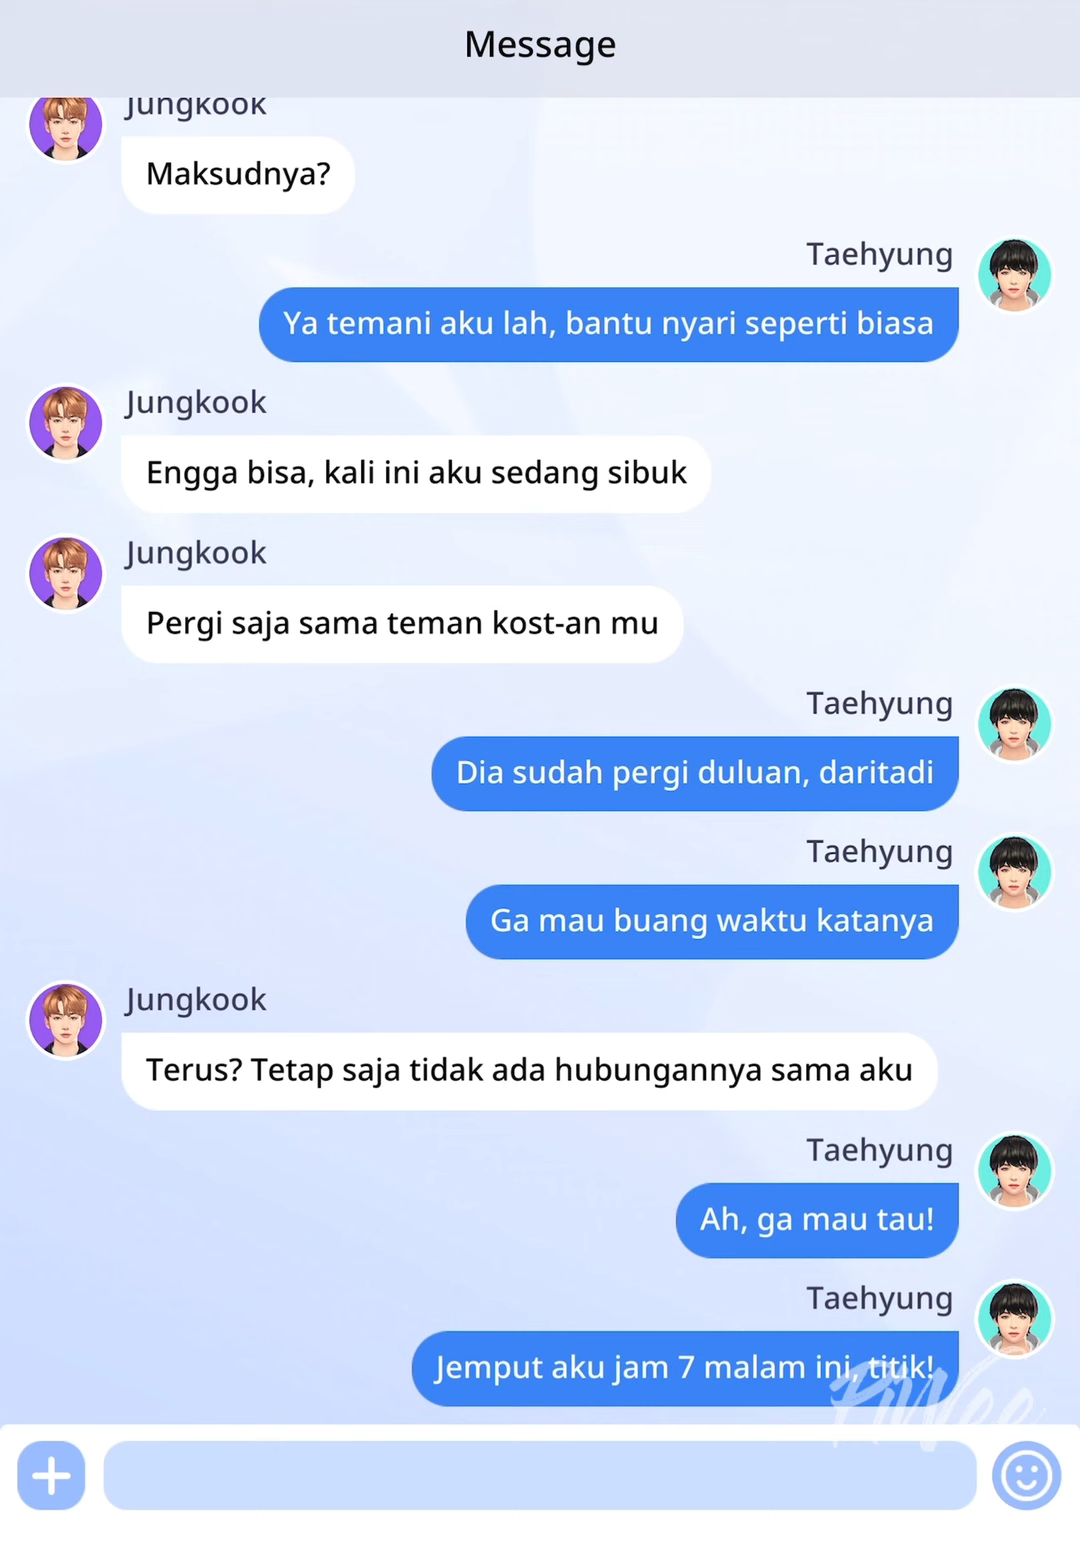 Message
Jungkook
Maksudnya?
Taehyung
Ya temani aku lah, bantu nyari seperti biasa
Jungkook
Engga bisa, kali ini aku sedang sibuk
Jungkook
Pergi saja sama teman kost-an mu
Taehyung
Dia sudah pergi duluan, daritadi
Taehyung
Ga mau buang waktu katanya
Jungkook
Terus? Tetap saja tidak ada hubungannya sama aku
Taehyung
Ah, ga mau tau!
Taehyung
Jemput aku jam 7 malam ini, titik!